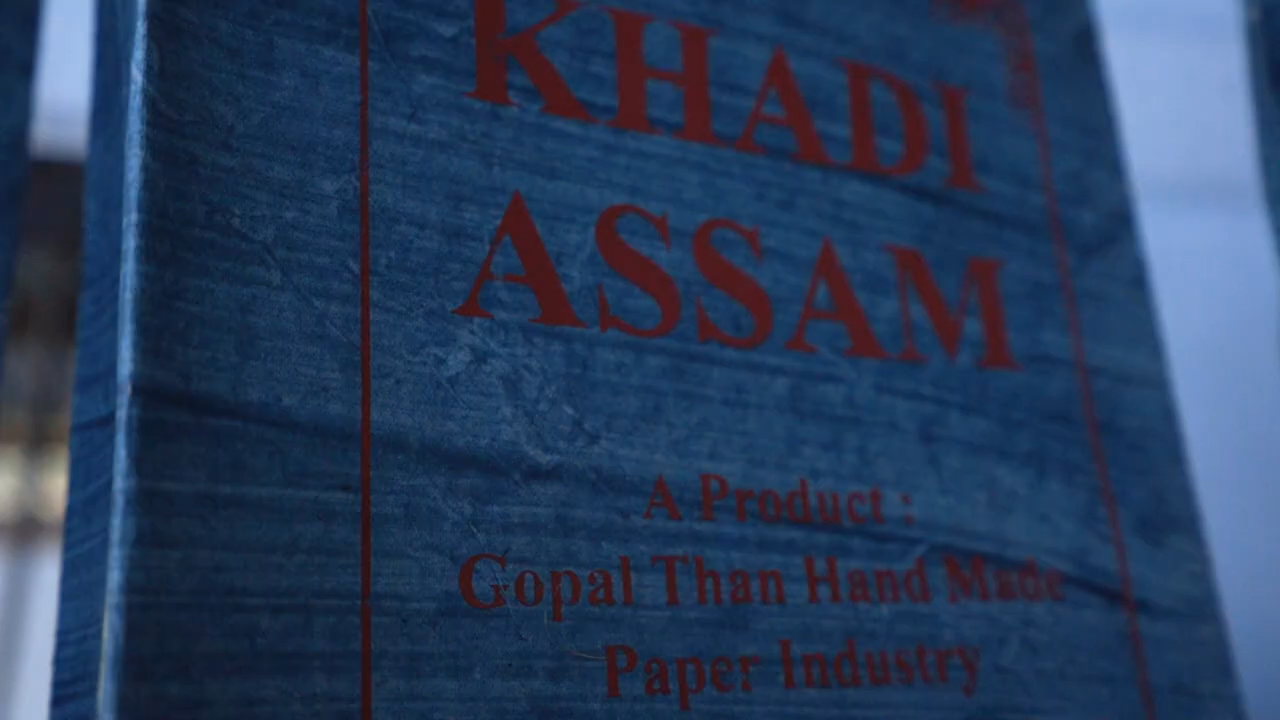 KHADI
ASSAM
A Product :
Gopal Than Hand Made
Paper Industry